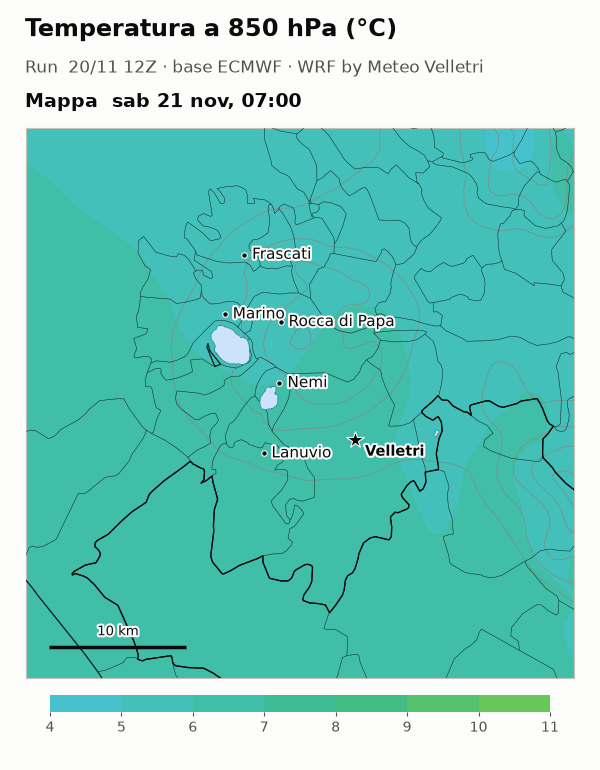 Temperatura a 850 hPa (°C)
Run  20/11 12Z · base ECMWF · WRF by Meteo Velletri
Mappa  sab 21 nov, 07:00
Frascati
Marino
Rocca di Papa
Nemi
Velletri
Lanuvio
10 km
4 5 6 7 8 9 10 11